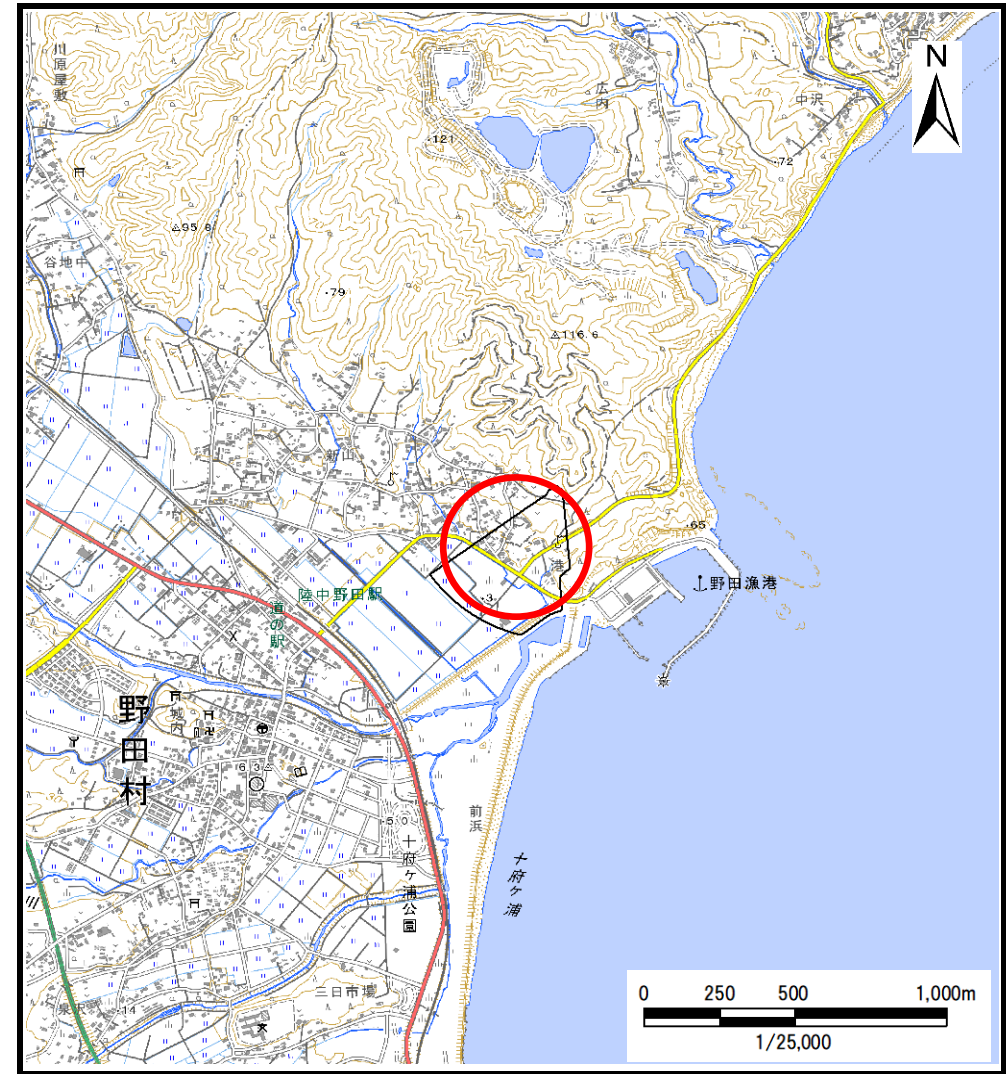 川原屋敷
広内
中沢
N
・121
・72
△95.8
谷地中
・79
△116.6
新山
港
・65
野田漁港
陸中野田駅
道の駅
・3
野田村
城内
6.3△
前浜
・5.0
十府ヶ浦公園
十府ヶ浦
三日市場
泉沢
・14
川
0 250 500 1,000m
1/25,000